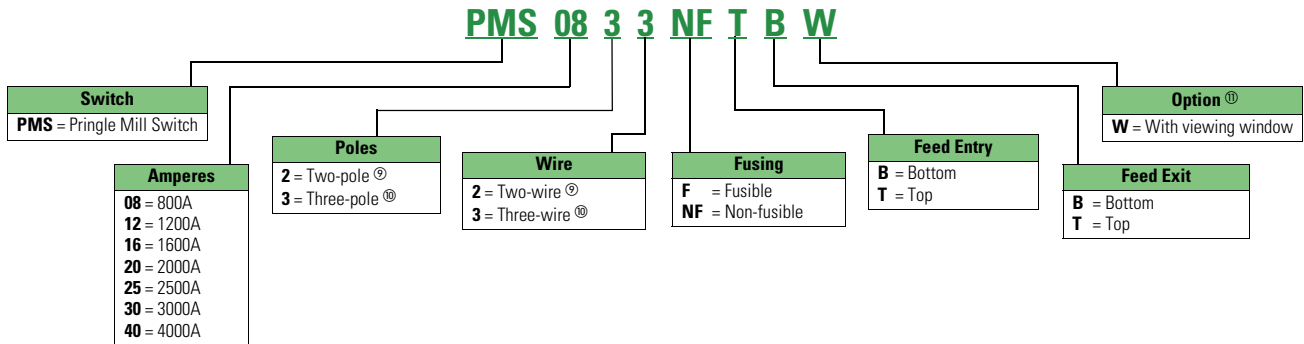 PMS 08 3 3 NF T B W
Switch
PMS = Pringle Mill Switch
Amperes
08 = 800A
12 = 1200A
16 = 1600A
20 = 2000A
25 = 2500A
30 = 3000A
40 = 4000A
Poles
2 = Two-pole ⑨
3 = Three-pole ⑩
Wire
2 = Two-wire ⑨
3 = Three-wire ⑩
Fusing
F = Fusible
NF = Non-fusible
Feed Entry
B = Bottom
T = Top
Feed Exit
B = Bottom
T = Top
Option ⑪
W = With viewing window